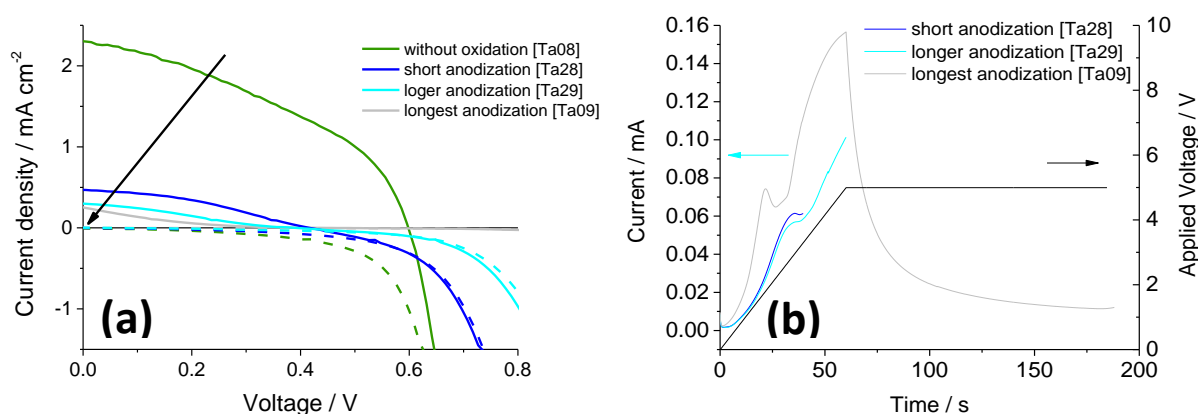 2
1
0
-1
0.0 0.2 0.4 0.6 0.8
Voltage / V
Current density / mA cm-2
without oxidation [Ta08]
short anodization [Ta28]
loger anodization [Ta29]
longest anodization [Ta09]
(a)
0.16
0.14
0.12
0.10
0.08
0.06
0.04
0.02
0.00
0 50 100 150 200
Time / s
Current / mA
short anodization [Ta28]
longer anodization [Ta29]
longest anodization [Ta09]
10
8
6
4
2
0
Applied Voltage / V
(b)